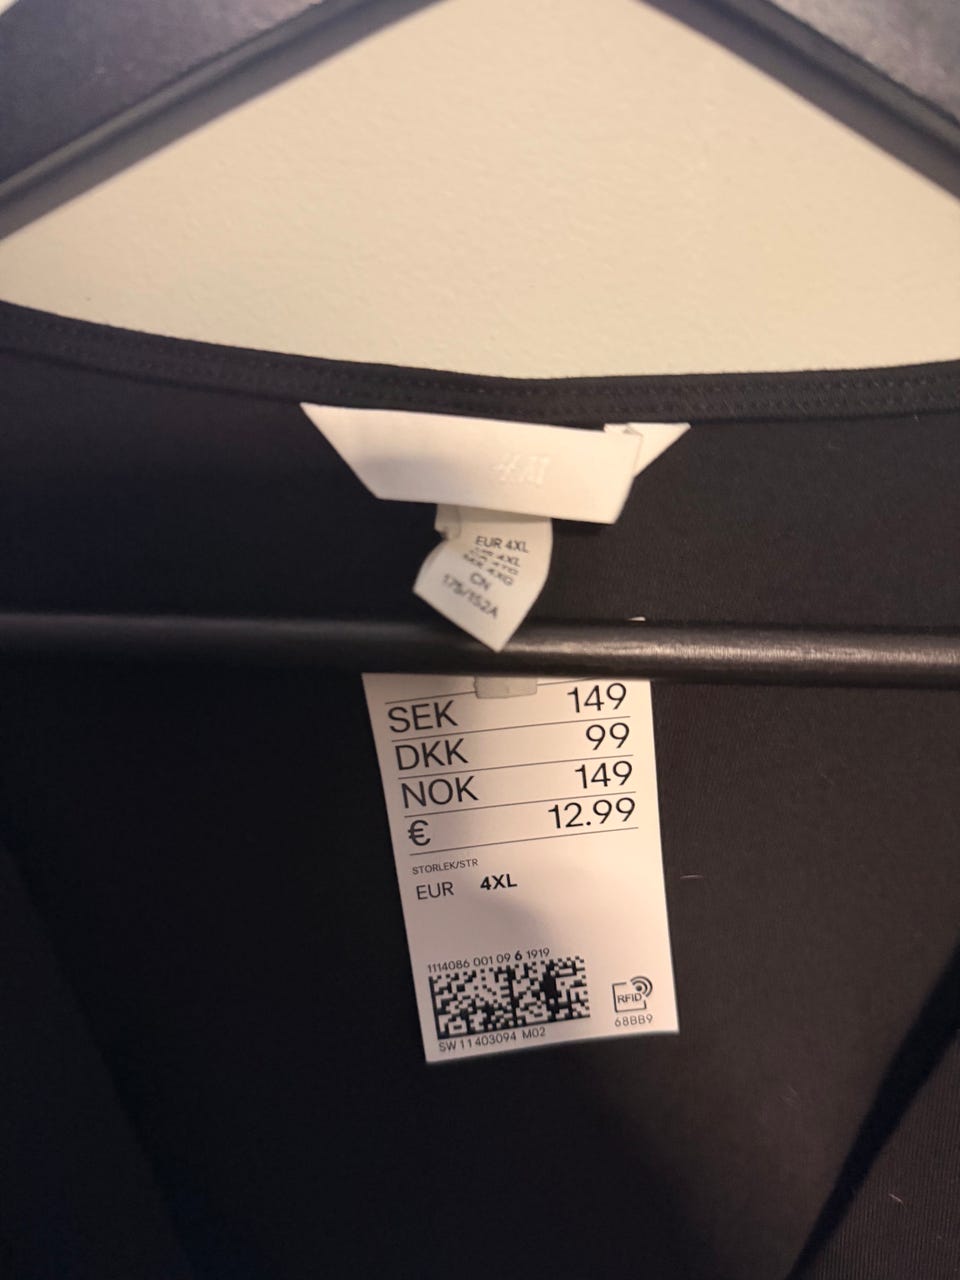 H&M
EUR 4XL
CN
175/152A
SEK 149
DKK 99
NOK 149
€ 12.99
STORLEK/STR
EUR 4XL
1114086 001 09 6 1919
RFID
68BB9
SW 11403094 M02